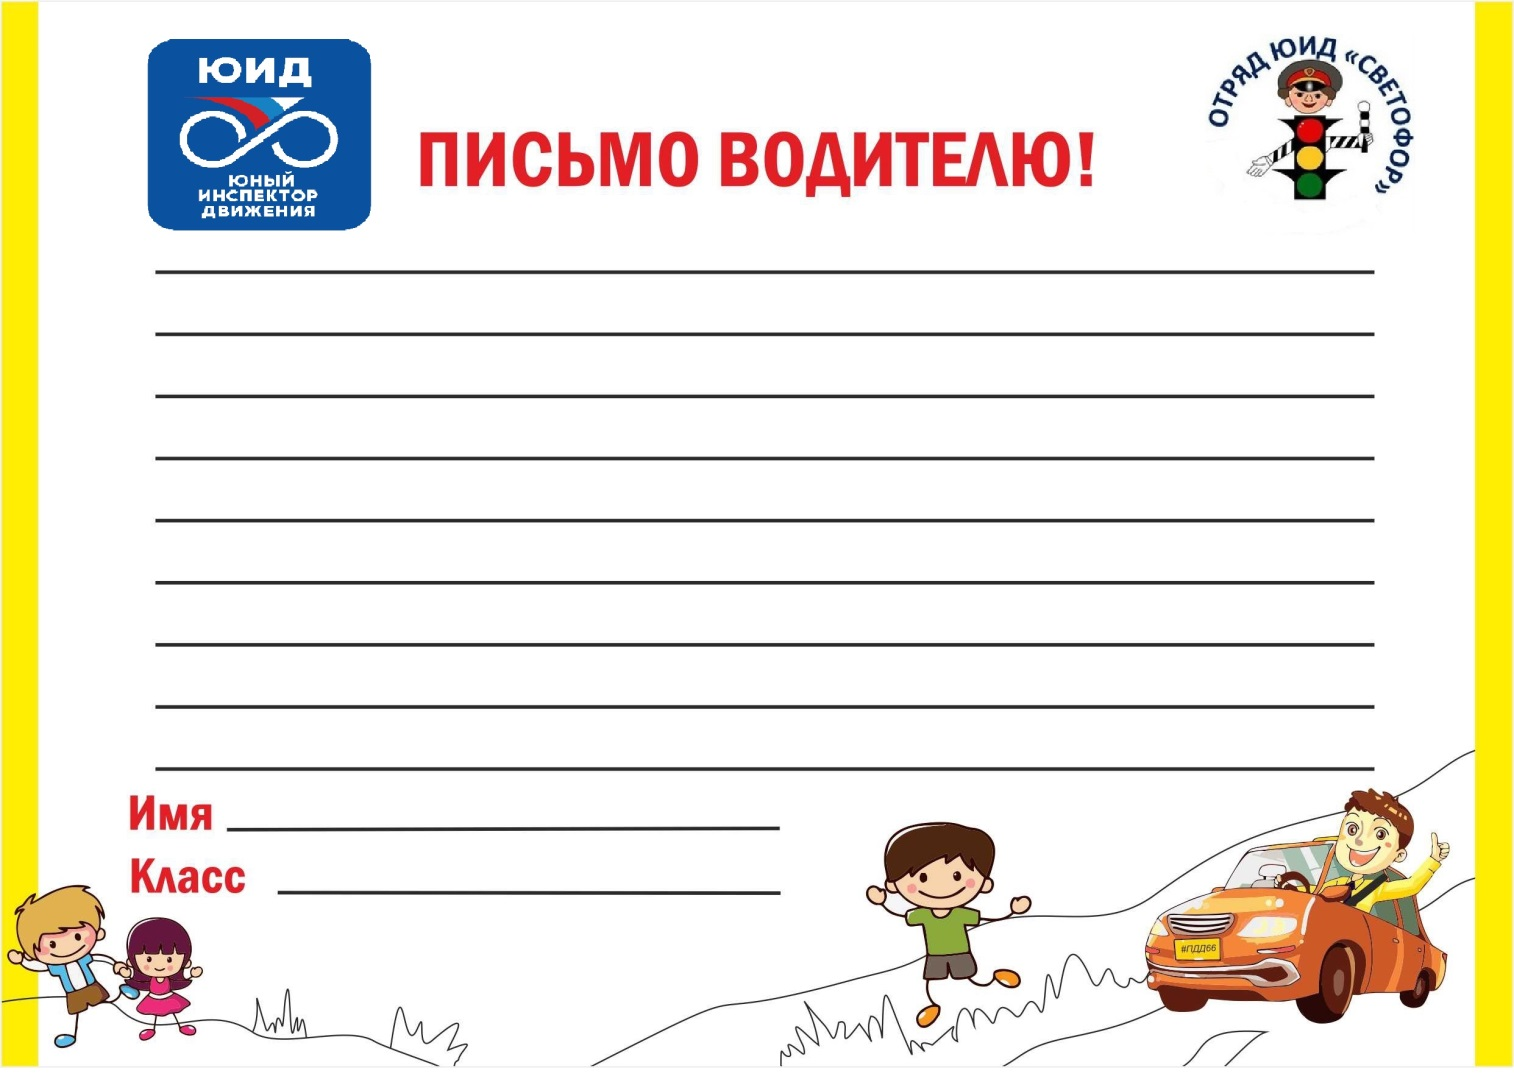 ЮИД
ЮНЫЙ
ИНСПЕКТОР
ДВИЖЕНИЯ
ПИСЬМО ВОДИТЕЛЮ!
ОТРЯД ЮИД «СВЕТОФОР»
Имя
Класс
#ПДД66